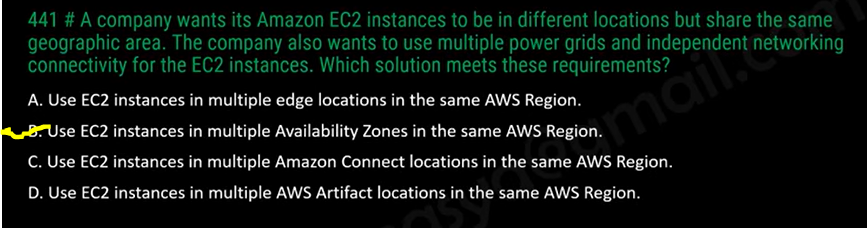 441 # A company wants its Amazon EC2 instances to be in different locations but share the same
geographic area. The company also wants to use multiple power grids and independent networking
connectivity for the EC2 instances. Which solution meets these requirements?
A. Use EC2 instances in multiple edge locations in the same AWS Region.
B. Use EC2 instances in multiple Availability Zones in the same AWS Region.
C. Use EC2 instances in multiple Amazon Connect locations in the same AWS Region.
D. Use EC2 instances in multiple AWS Artifact locations in the same AWS Region.